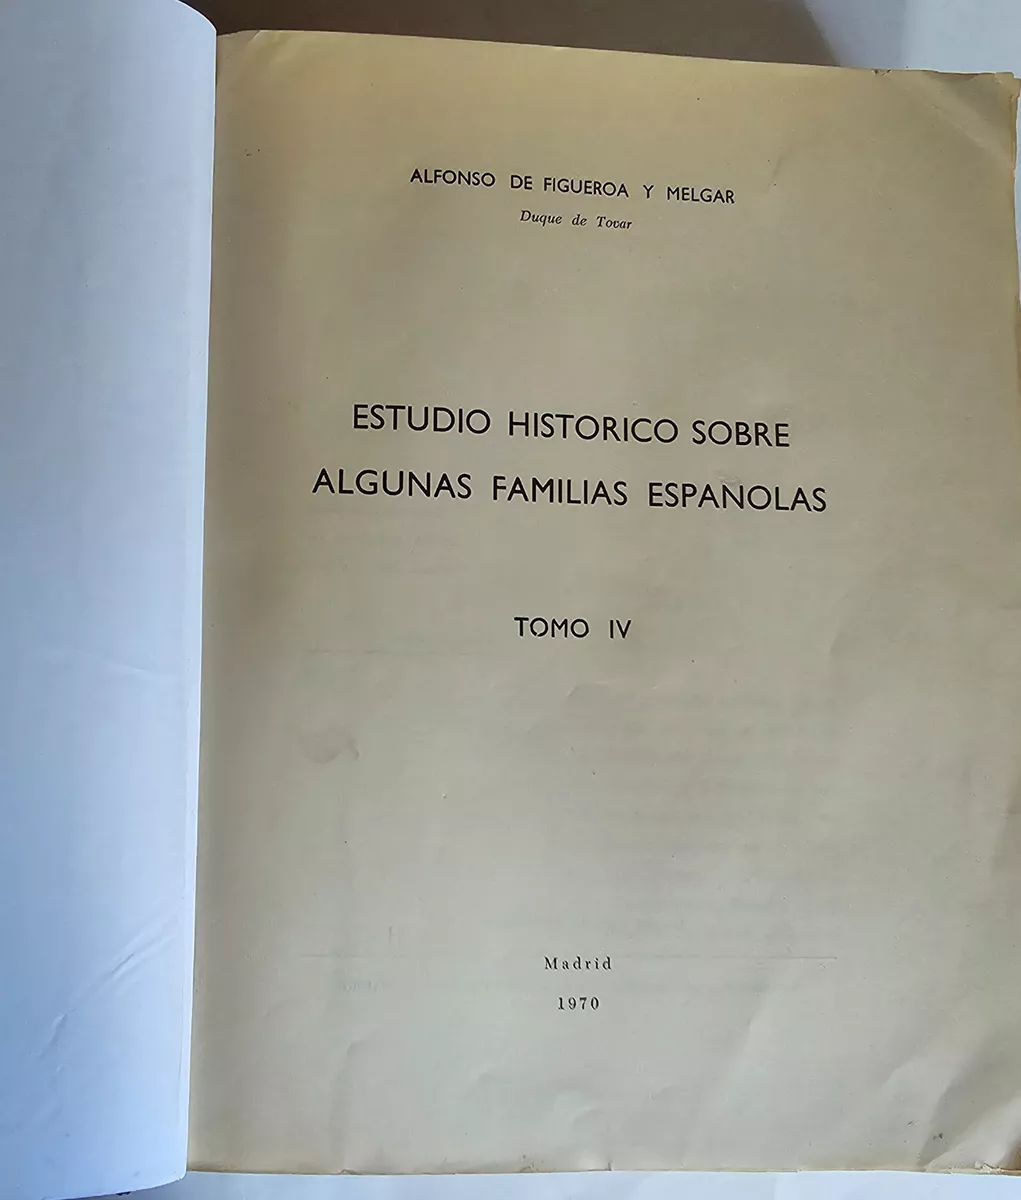 ALFONSO DE FIGUEROA Y MELGAR
Duque de Tovar
ESTUDIO HISTORICO SOBRE
ALGUNAS FAMILIAS ESPANOLAS
TOMO IV
Madrid
1970